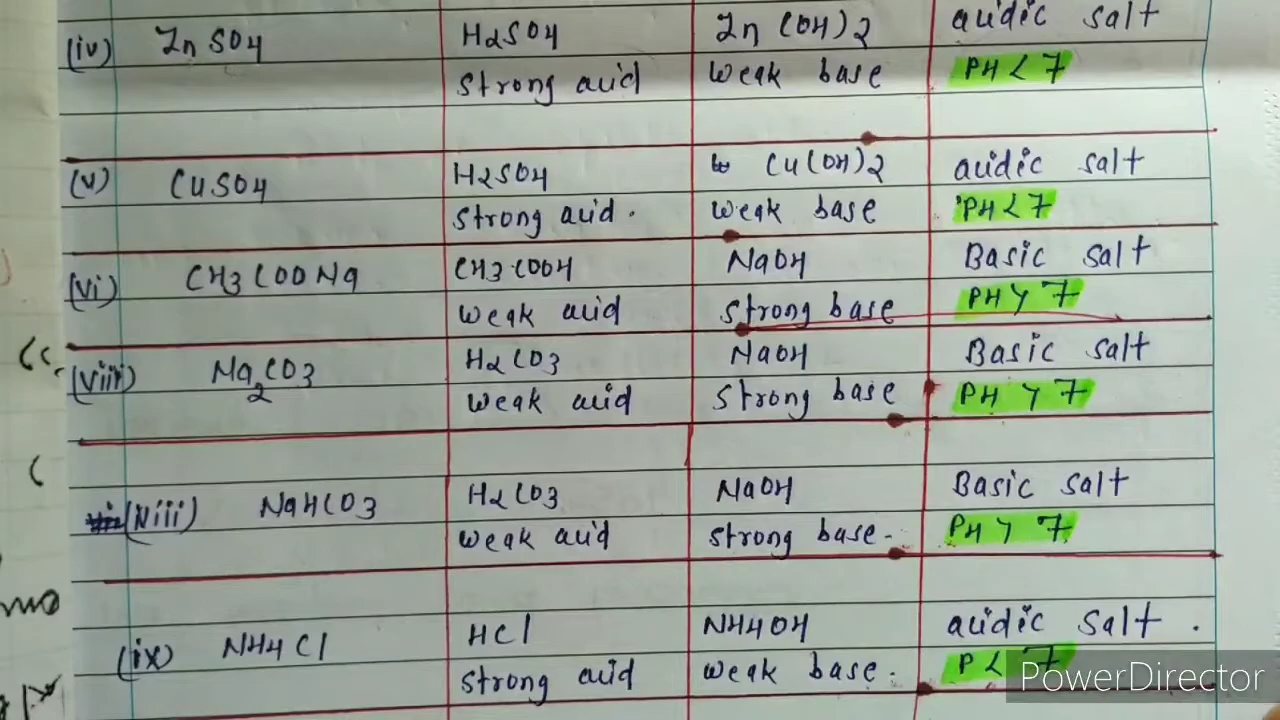 (iv) ZnSO4 H2SO4 Zn(OH)2 acidic salt
strong acid weak base PH < 7
(v) CuSO4 H2SO4 Cu(OH)2 acidic salt
strong acid. weak base PH < 7
(vi) CH3COONa CH3COOH NaOH Basic salt
weak acid strong base PH > 7
(viii) Na2CO3 H2CO3 NaOH Basic salt
weak acid strong base PH > 7
(viii) NaHCO3 H2CO3 NaOH Basic salt
weak acid strong base - PH > 7
(ix) NH4Cl HCl NH4OH acidic salt.
strong acid weak base - P < 7
PowerDirector